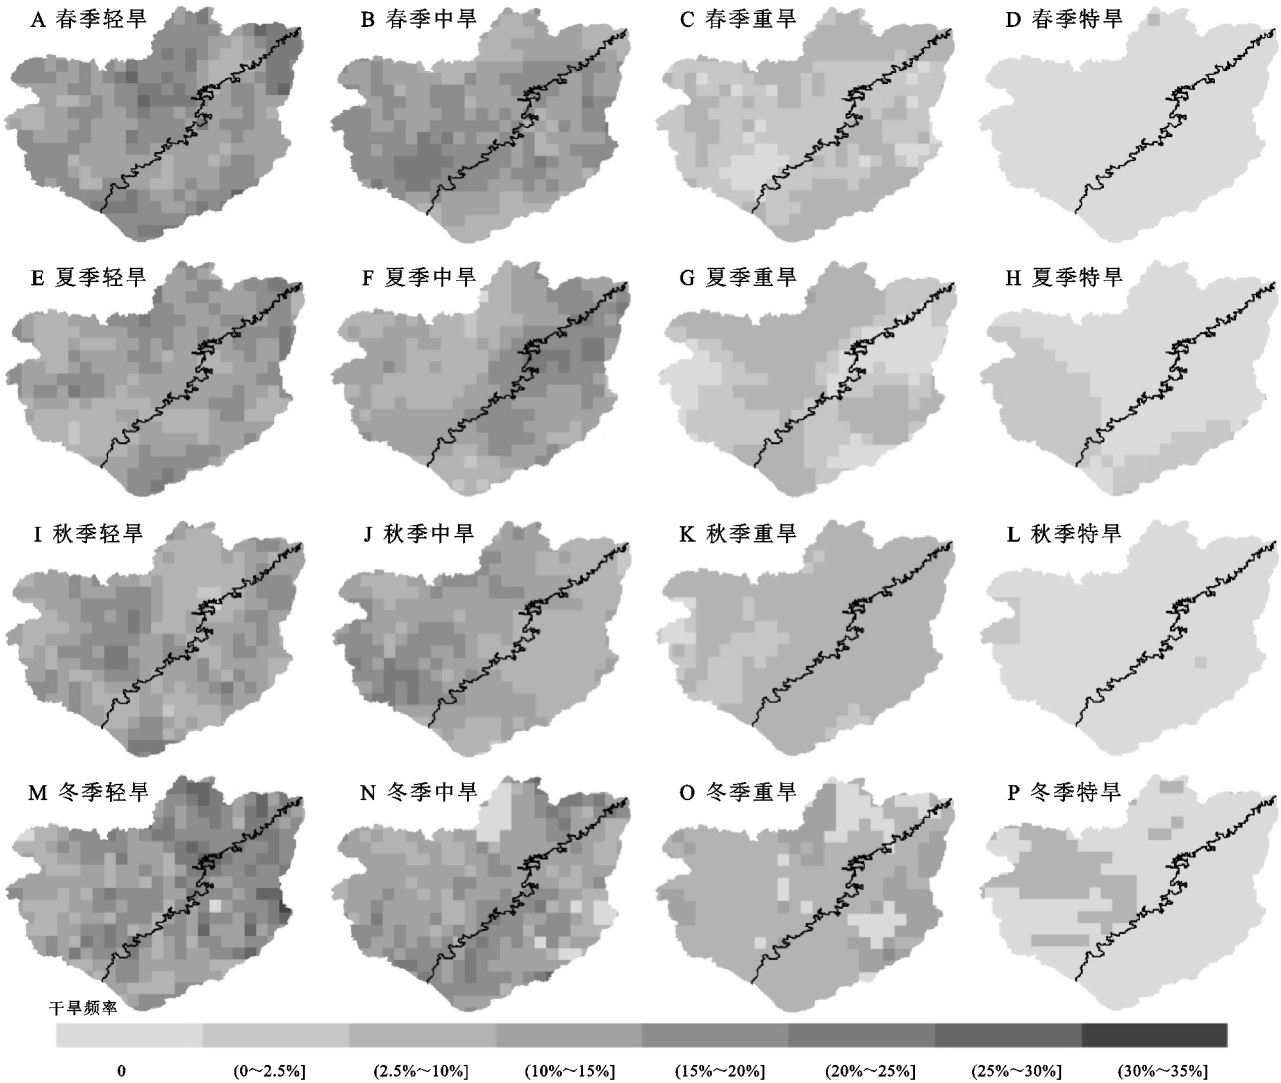 A 春季轻旱
B 春季中旱
C 春季重旱
D 春季特旱
E 夏季轻旱
F 夏季中旱
G 夏季重旱
H 夏季特旱
I 秋季轻旱
J 秋季中旱
K 秋季重旱
L 秋季特旱
M 冬季轻旱
N 冬季中旱
O 冬季重旱
P 冬季特旱
干旱频率
0 (0~2.5%] (2.5%~10%] (10%~15%] (15%~20%] (20%~25%] (25%~30%] (30%~35%]